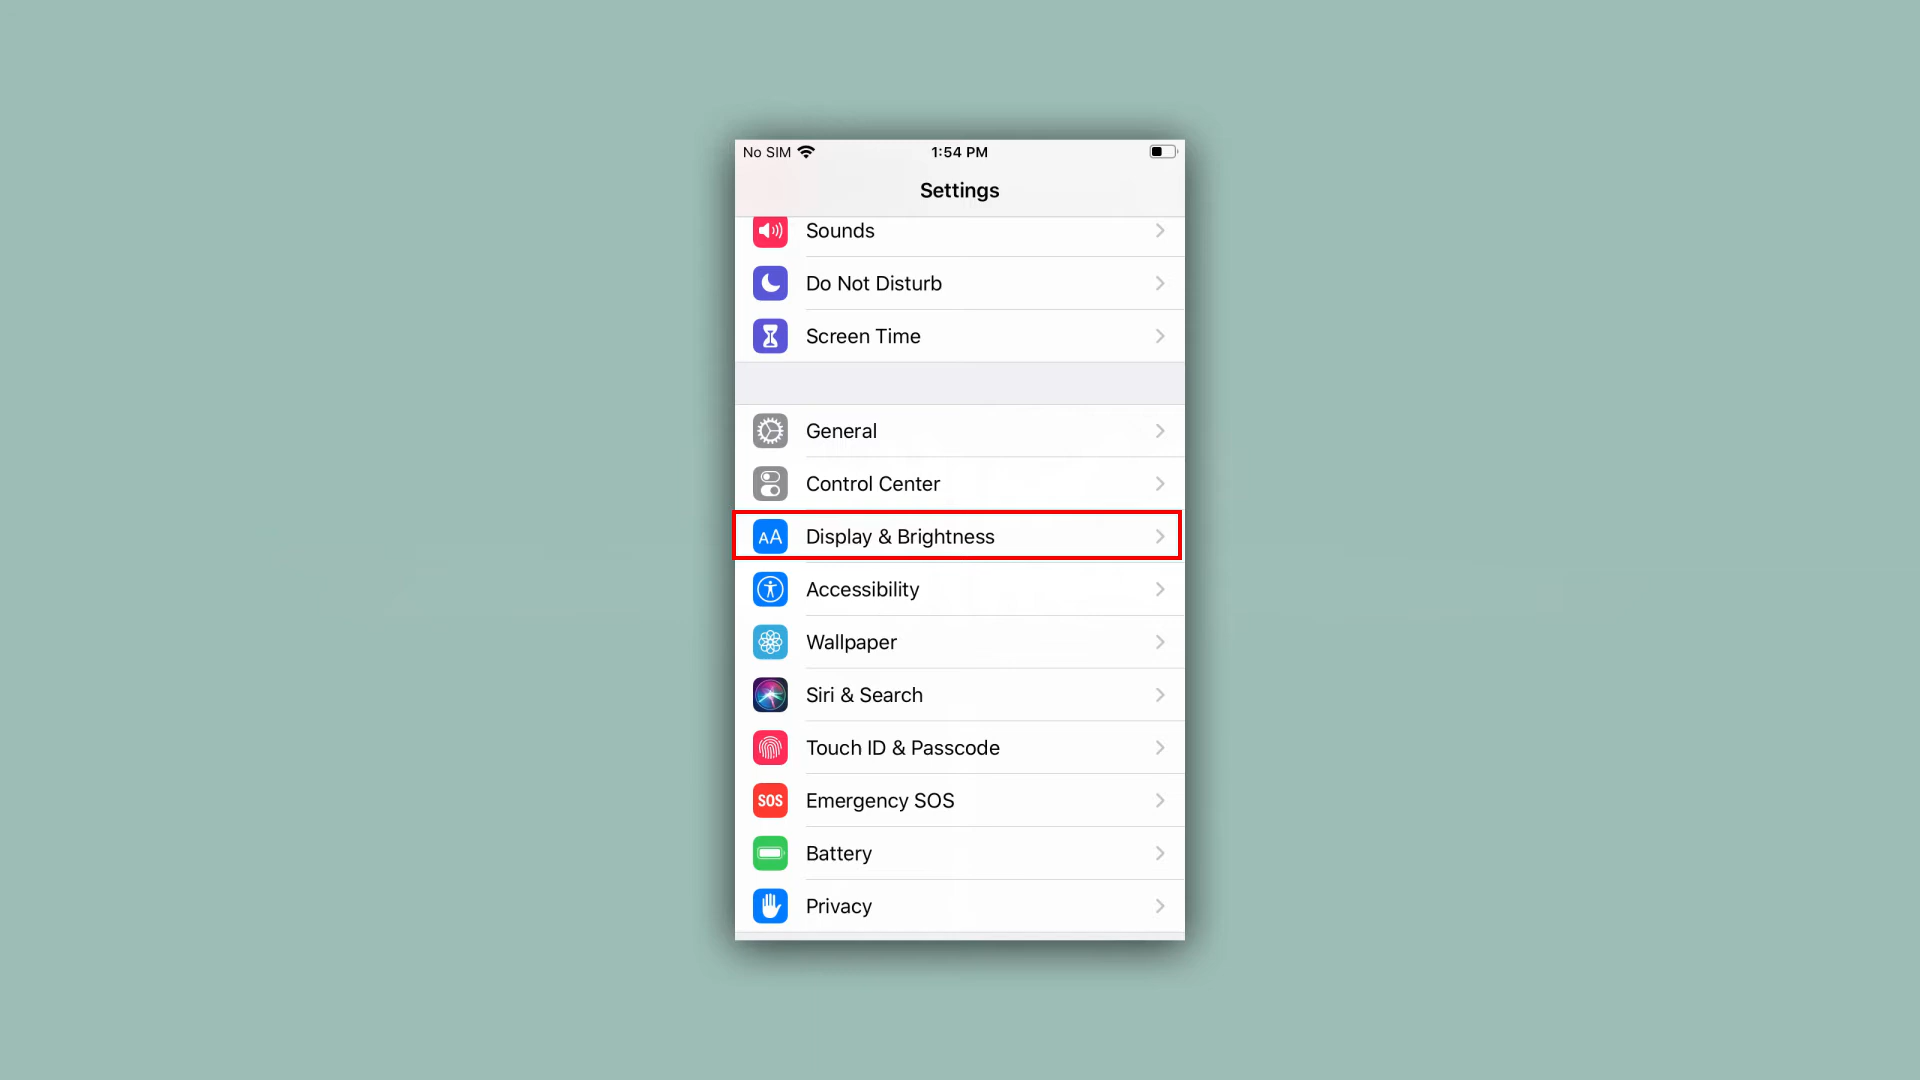 No SIM 1:54 PM
Settings
Sounds
Do Not Disturb
Screen Time
General
Control Center
AA Display & Brightness
Accessibility
Wallpaper
Siri & Search
Touch ID & Passcode
SOS Emergency SOS
Battery
Privacy